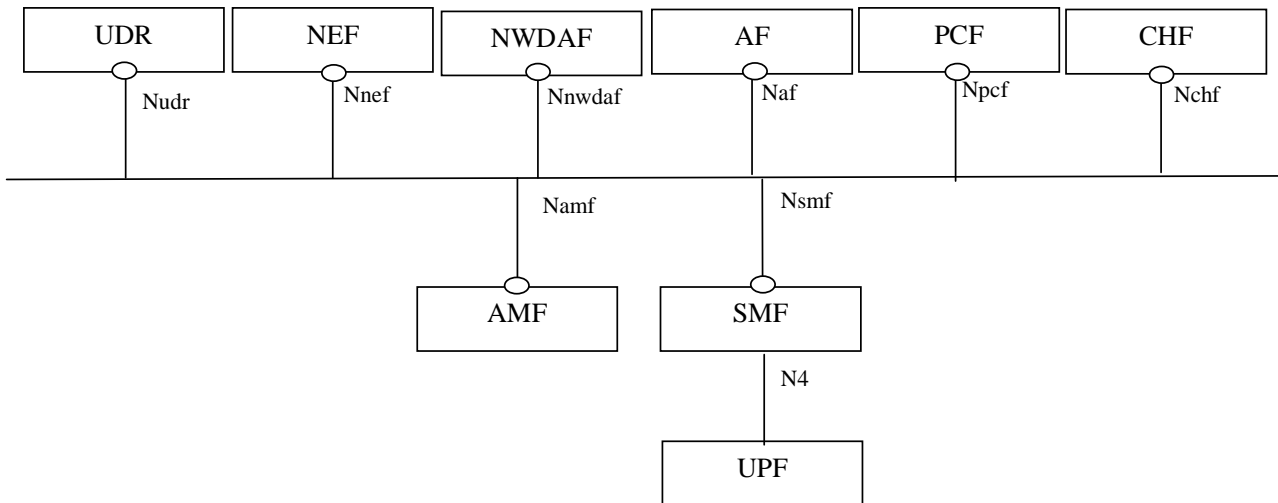 UDR NEF NWDAF AF PCF CHF
Nudr Nnef Nnwdaf Naf Npcf Nchf
Namf Nsmf
AMF SMF
N4
UPF